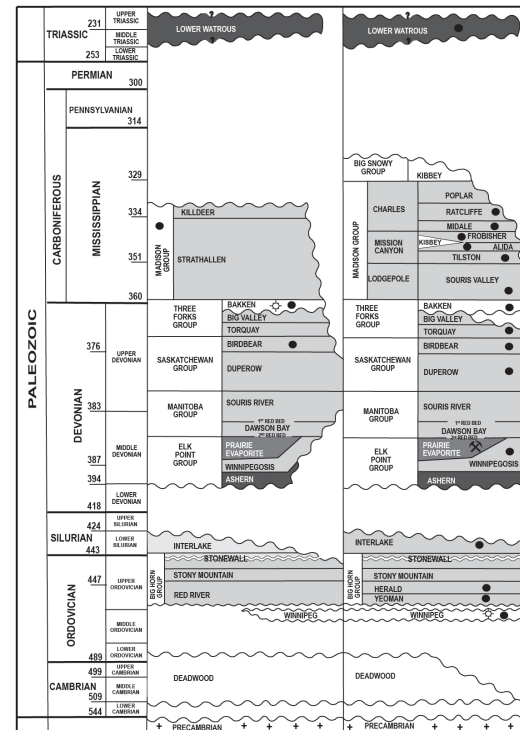 ?
?
231
TRIASSIC
UPPER TRIASSIC
MIDDLE TRIASSIC
LOWER TRIASSIC
253
LOWER WATROUS
LOWER WATROUS
?
?
PALEOZOIC
PERMIAN
300
CARBONIFEROUS
PENNSYLVANIAN
314
MISSISSIPPIAN
329
334
351
360
BIG SNOWY GROUP
KIBBEY
KILLDEER
MADISON GROUP
STRATHALLEN
MADISON GROUP
CHARLES
POPLAR
RATCLIFFE
MIDALE
MISSION CANYON
KISBEY
FROBISHER
ALIDA
TILSTON
LODGEPOLE
SOURIS VALLEY
DEVONIAN
376
UPPER DEVONIAN
383
MIDDLE DEVONIAN
387
394
LOWER DEVONIAN
418
THREE FORKS GROUP
BAKKEN
BIG VALLEY
TORQUAY
THREE FORKS GROUP
BAKKEN
BIG VALLEY
TORQUAY
SASKATCHEWAN GROUP
BIRDBEAR
DUPEROW
SASKATCHEWAN GROUP
BIRDBEAR
DUPEROW
MANITOBA GROUP
SOURIS RIVER
1st RED BED
DAWSON BAY
2nd RED BED
MANITOBA GROUP
SOURIS RIVER
1st RED BED
DAWSON BAY
2nd RED BED
ELK POINT GROUP
PRAIRIE EVAPORITE
WINNIPEGOSIS
ASHERN
ELK POINT GROUP
PRAIRIE EVAPORITE
WINNIPEGOSIS
ASHERN
SILURIAN
UPPER SILURIAN
424
LOWER SILURIAN
443
INTERLAKE
INTERLAKE
ORDOVICIAN
447
UPPER ORDOVICIAN
MIDDLE ORDOVICIAN
LOWER ORDOVICIAN
489
BIG HORN GROUP
STONEWALL
STONY MOUNTAIN
RED RIVER
BIG HORN GROUP
STONEWALL
STONY MOUNTAIN
HERALD
YEOMAN
WINNIPEG
WINNIPEG
CAMBRIAN
UPPER CAMBRIAN
499
MIDDLE CAMBRIAN
509
LOWER CAMBRIAN
544
DEADWOOD
DEADWOOD
+ PRECAMBRIAN + + + +
+ PRECAMBRIAN + + + +